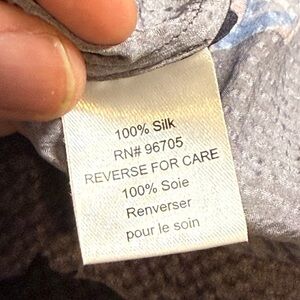 100% Silk
RN# 96705
REVERSE FOR CARE
100% Soie
Renverser
pour le soin